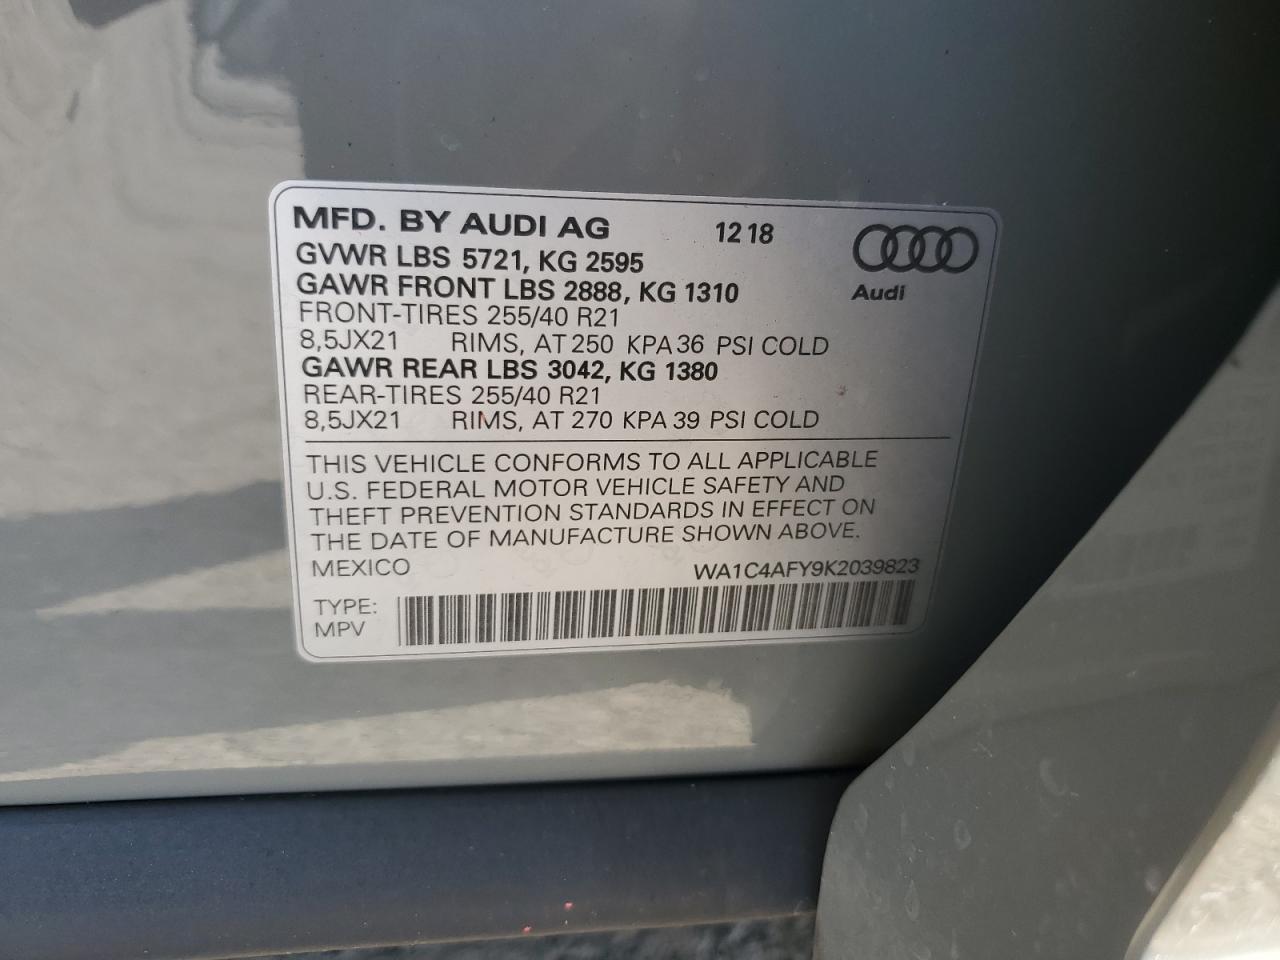 MFD. BY AUDI AG 12 18
GVWR LBS 5721, KG 2595
GAWR FRONT LBS 2888, KG 1310
Audi
FRONT-TIRES 255/40 R21
8,5JX21 RIMS, AT 250 KPA 36 PSI COLD
GAWR REAR LBS 3042, KG 1380
REAR-TIRES 255/40 R21
8,5JX21 RIMS, AT 270 KPA 39 PSI COLD
THIS VEHICLE CONFORMS TO ALL APPLICABLE
U.S. FEDERAL MOTOR VEHICLE SAFETY AND
THEFT PREVENTION STANDARDS IN EFFECT ON
THE DATE OF MANUFACTURE SHOWN ABOVE.
MEXICO WA1C4AFY9K2039823
TYPE:
MPV